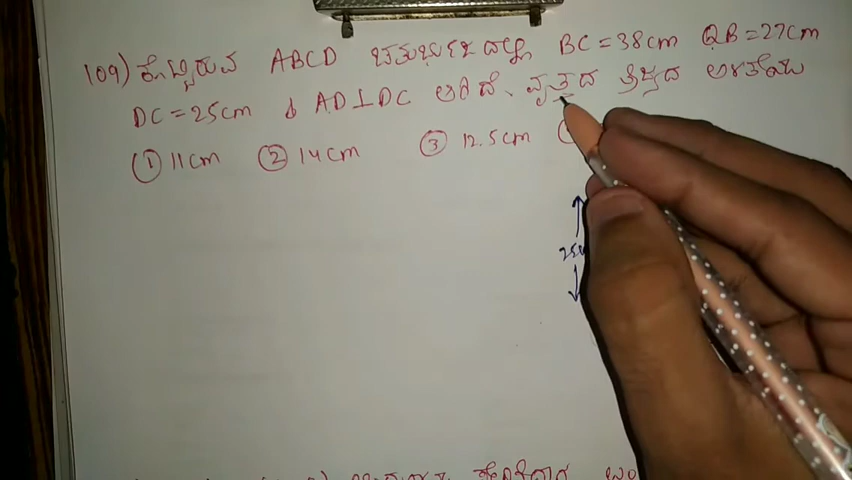 109) ಕೊಟ್ಟಿರುವ ABCD ಚತುರ್ಭುಜದಲ್ಲಿ BC = 38cm QB = 27cm
DC = 25cm & AD⊥DC ಆಗಿದೆ. ವೃತ್ತದ ತ್ರಿಜ್ಯದ ಅಳತೆಯು
① 11cm ② 14cm ③ 12.5cm